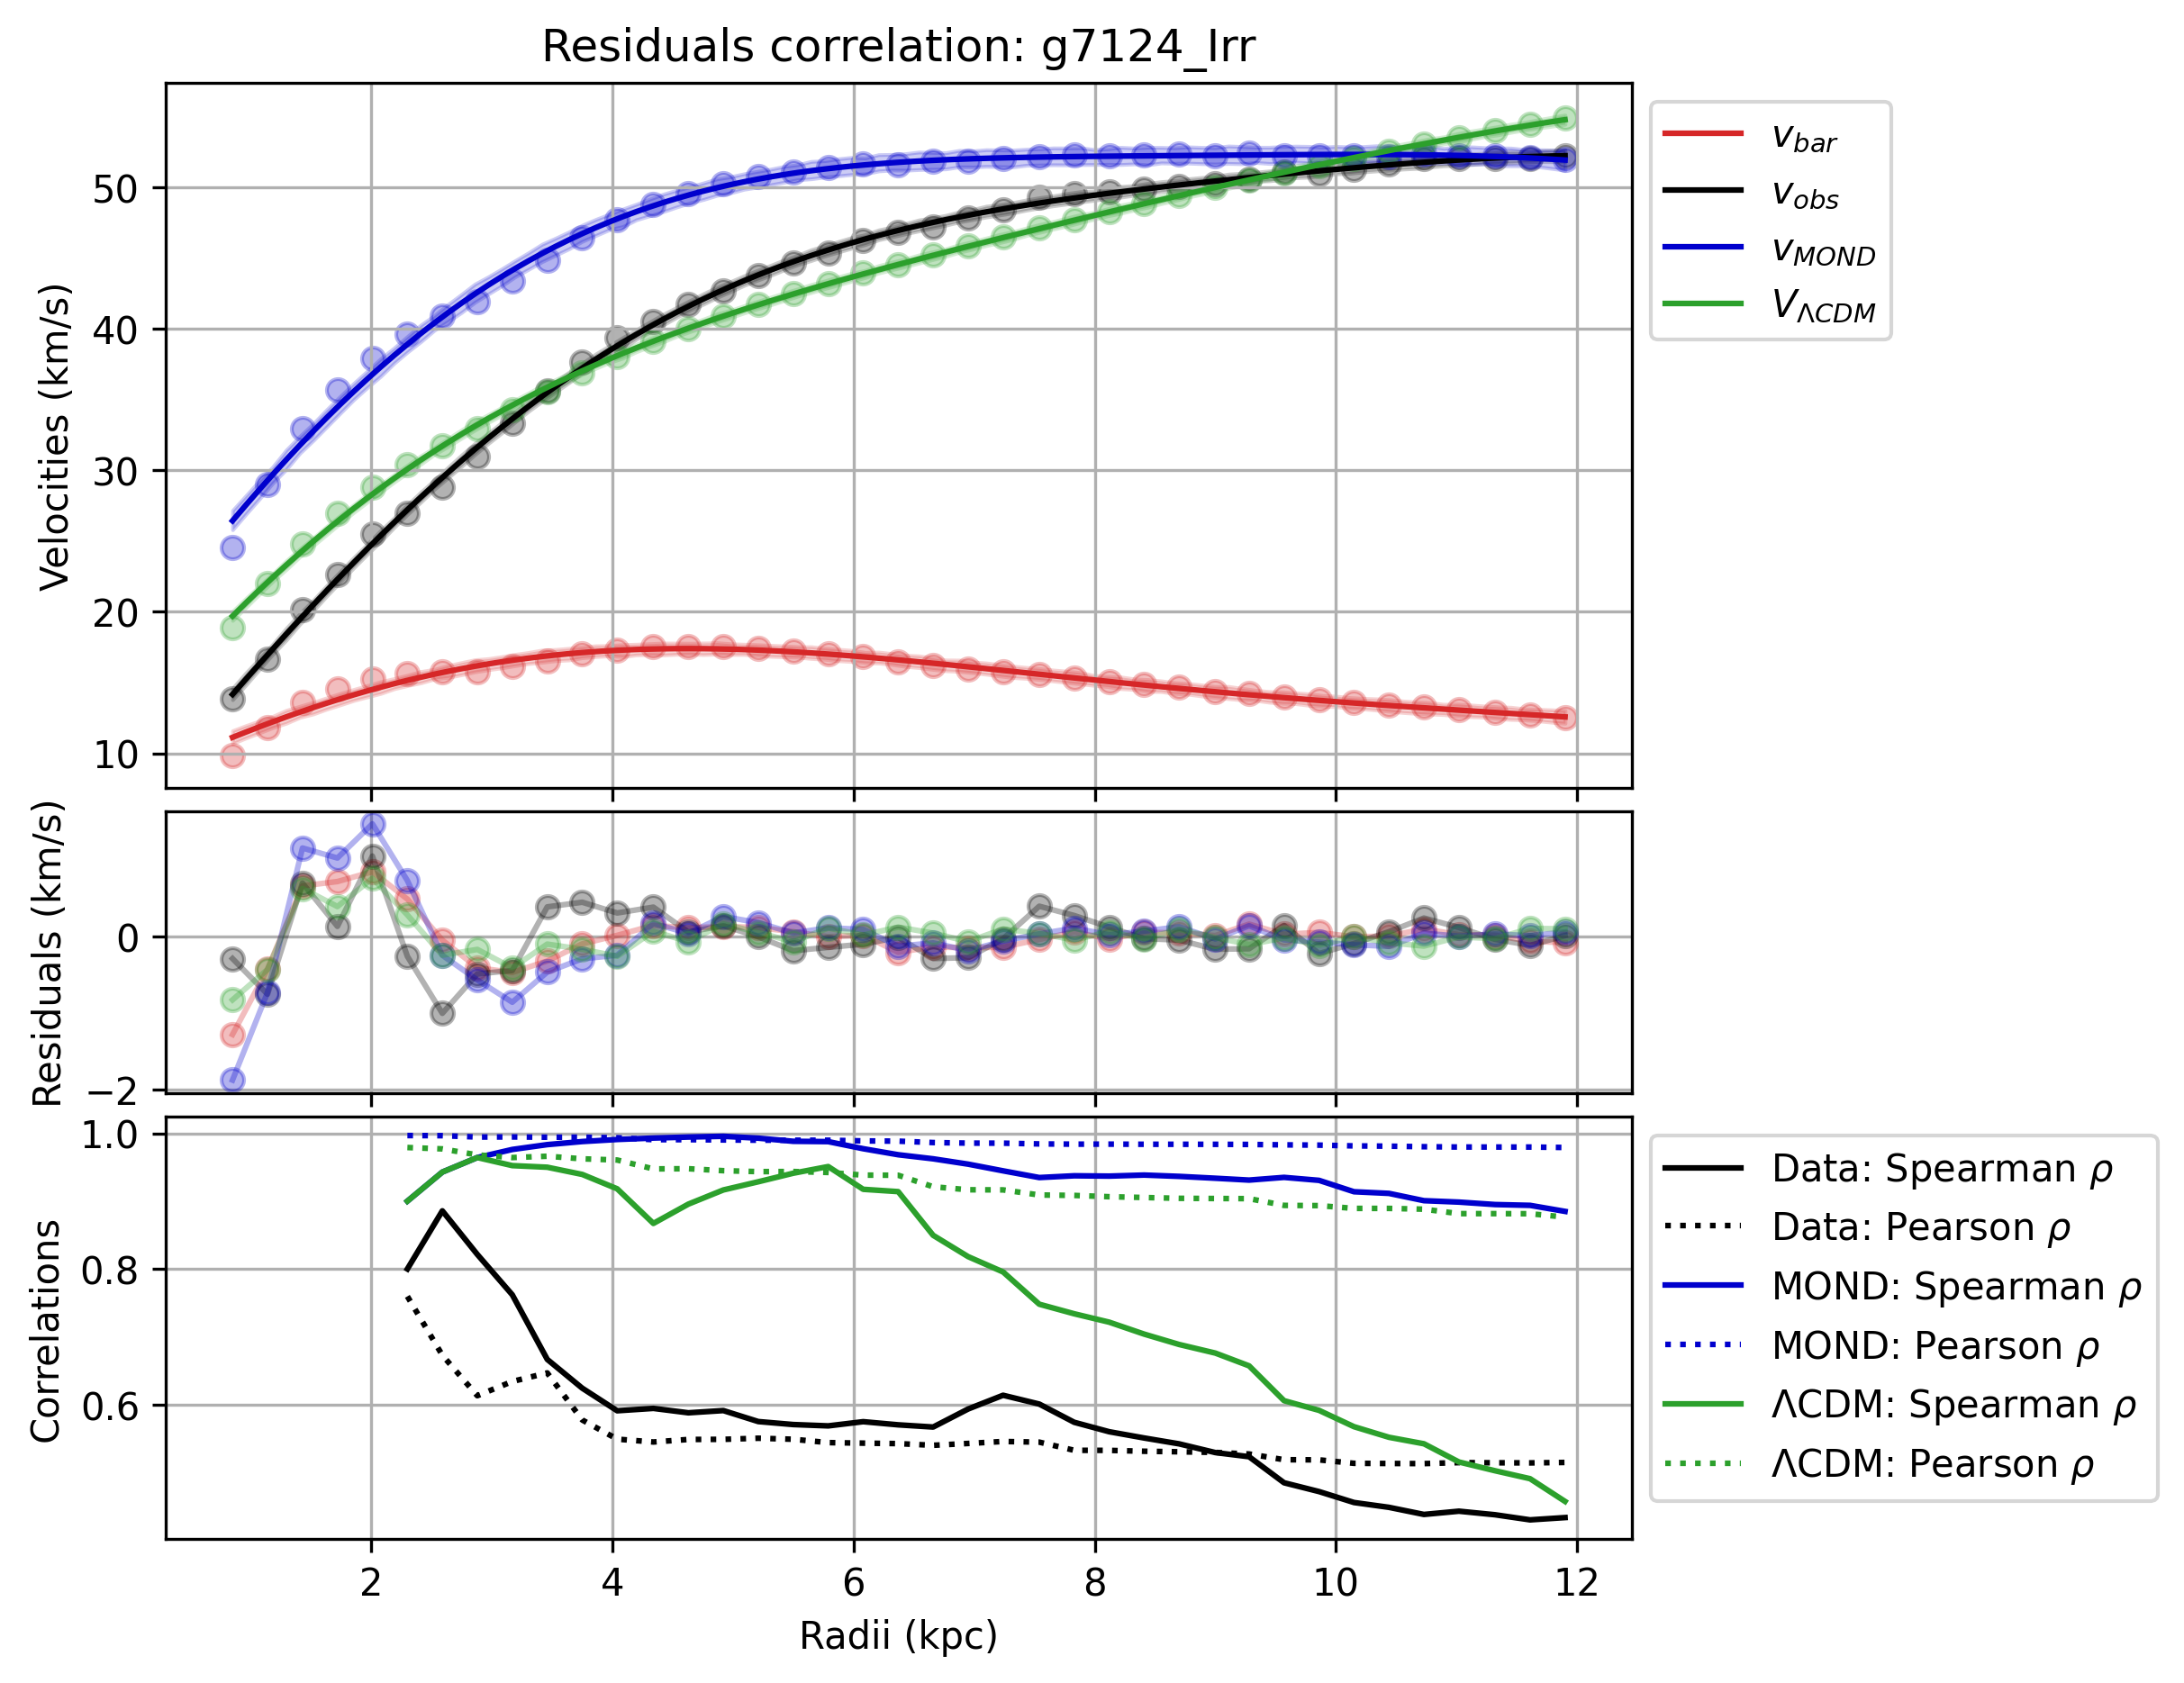 Residuals correlation: g7124_Irr
Velocities (km/s)
50
40
30
20
10
v_bar
v_obs
v_MOND
V_ΛCDM
Residuals (km/s)
0
−2
Correlations
1.0
0.8
0.6
Data: Spearman ρ
Data: Pearson ρ
MOND: Spearman ρ
MOND: Pearson ρ
ΛCDM: Spearman ρ
ΛCDM: Pearson ρ
2 4 6 8 10 12
Radii (kpc)